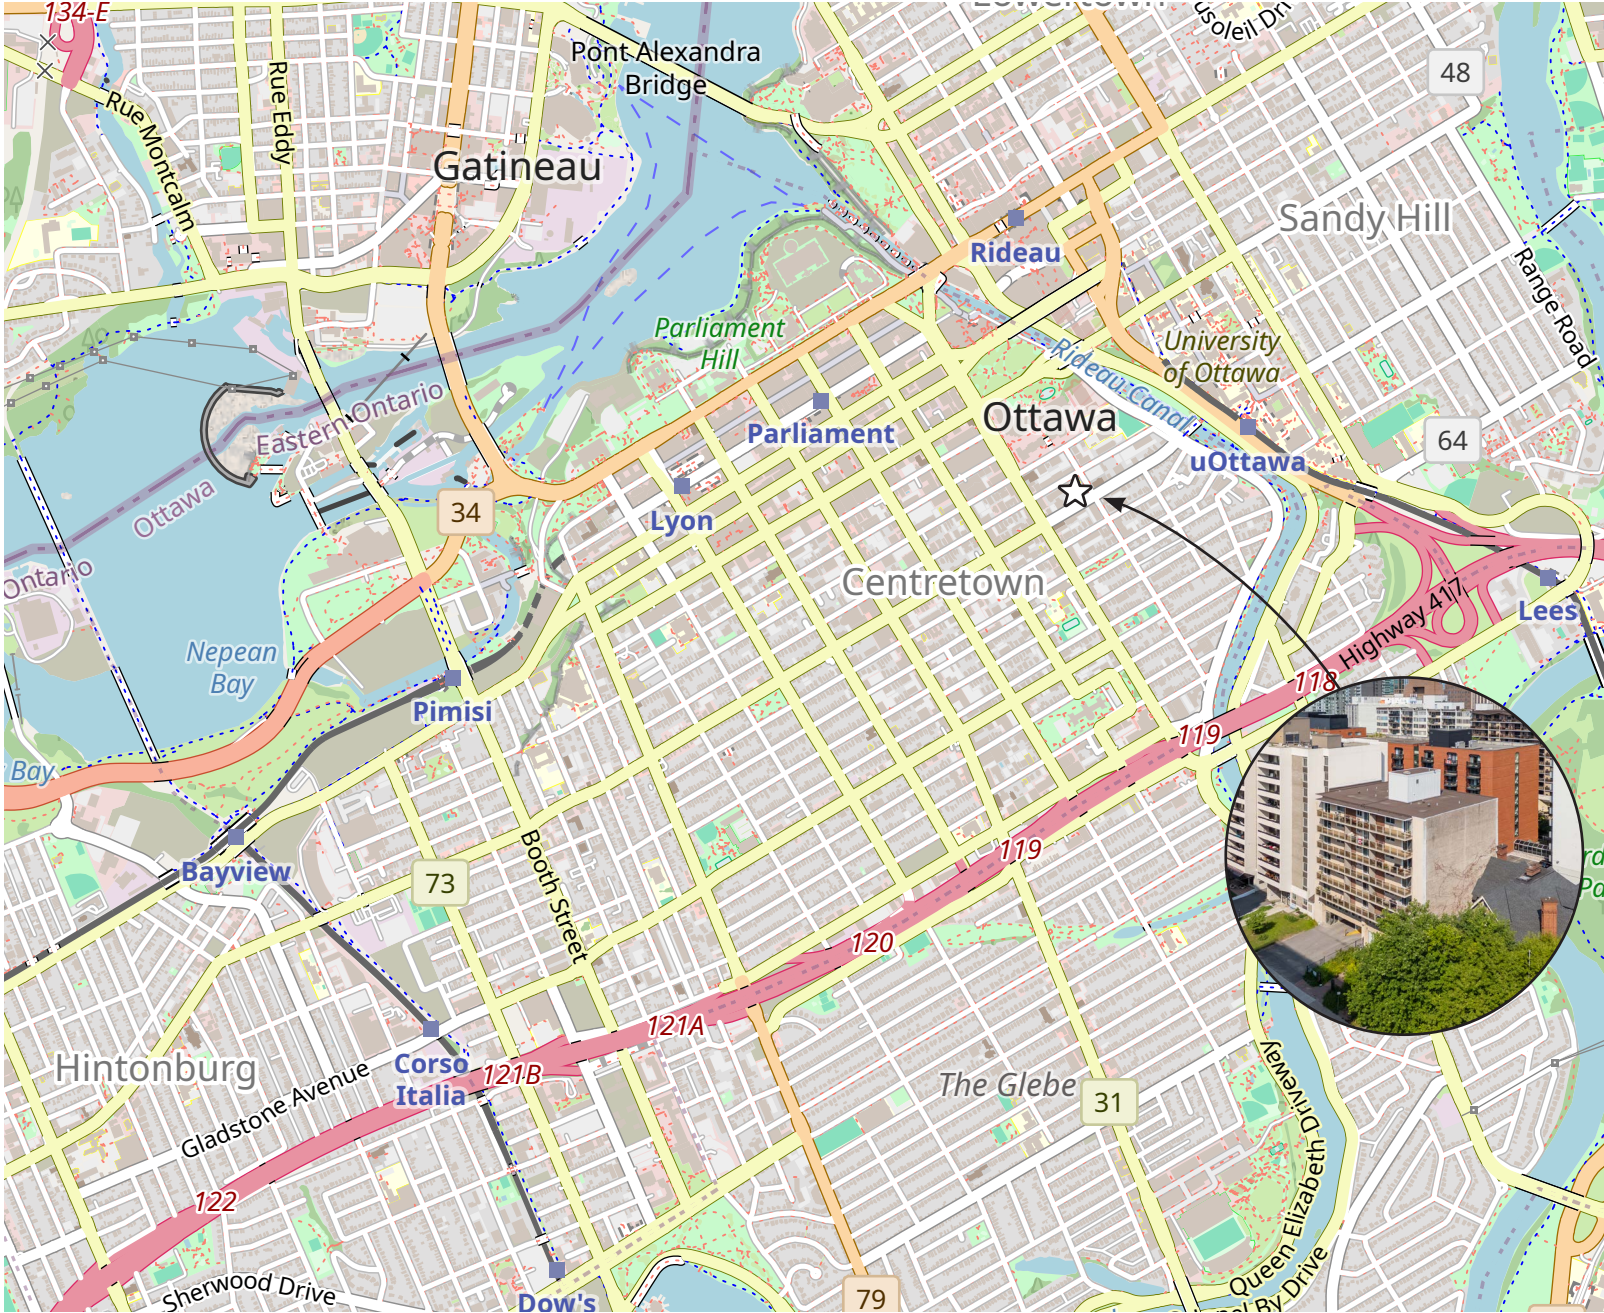 134-E
Lowertown
Pont Alexandra
Bridge
48
Rue Montcalm
Rue Eddy
Gatineau
Sandy Hill
Rideau
Range Road
Parliament
Hill
University
of Ottawa
Rideau Canal
Eastern Ontario
Ottawa
Parliament
Ottawa
64
uOttawa
Lyon
34
Ontario
Centretown
Highway 417
Lees
Nepean
Bay
Pimisi
118
119
Bay
Booth Street
119
Bayview
73
120
121A
Hintonburg
Corso
Italia
121B
Gladstone Avenue
The Glebe
31
Queen Elizabeth Driveway
122
Sherwood Drive
Dow's
79
By Drive